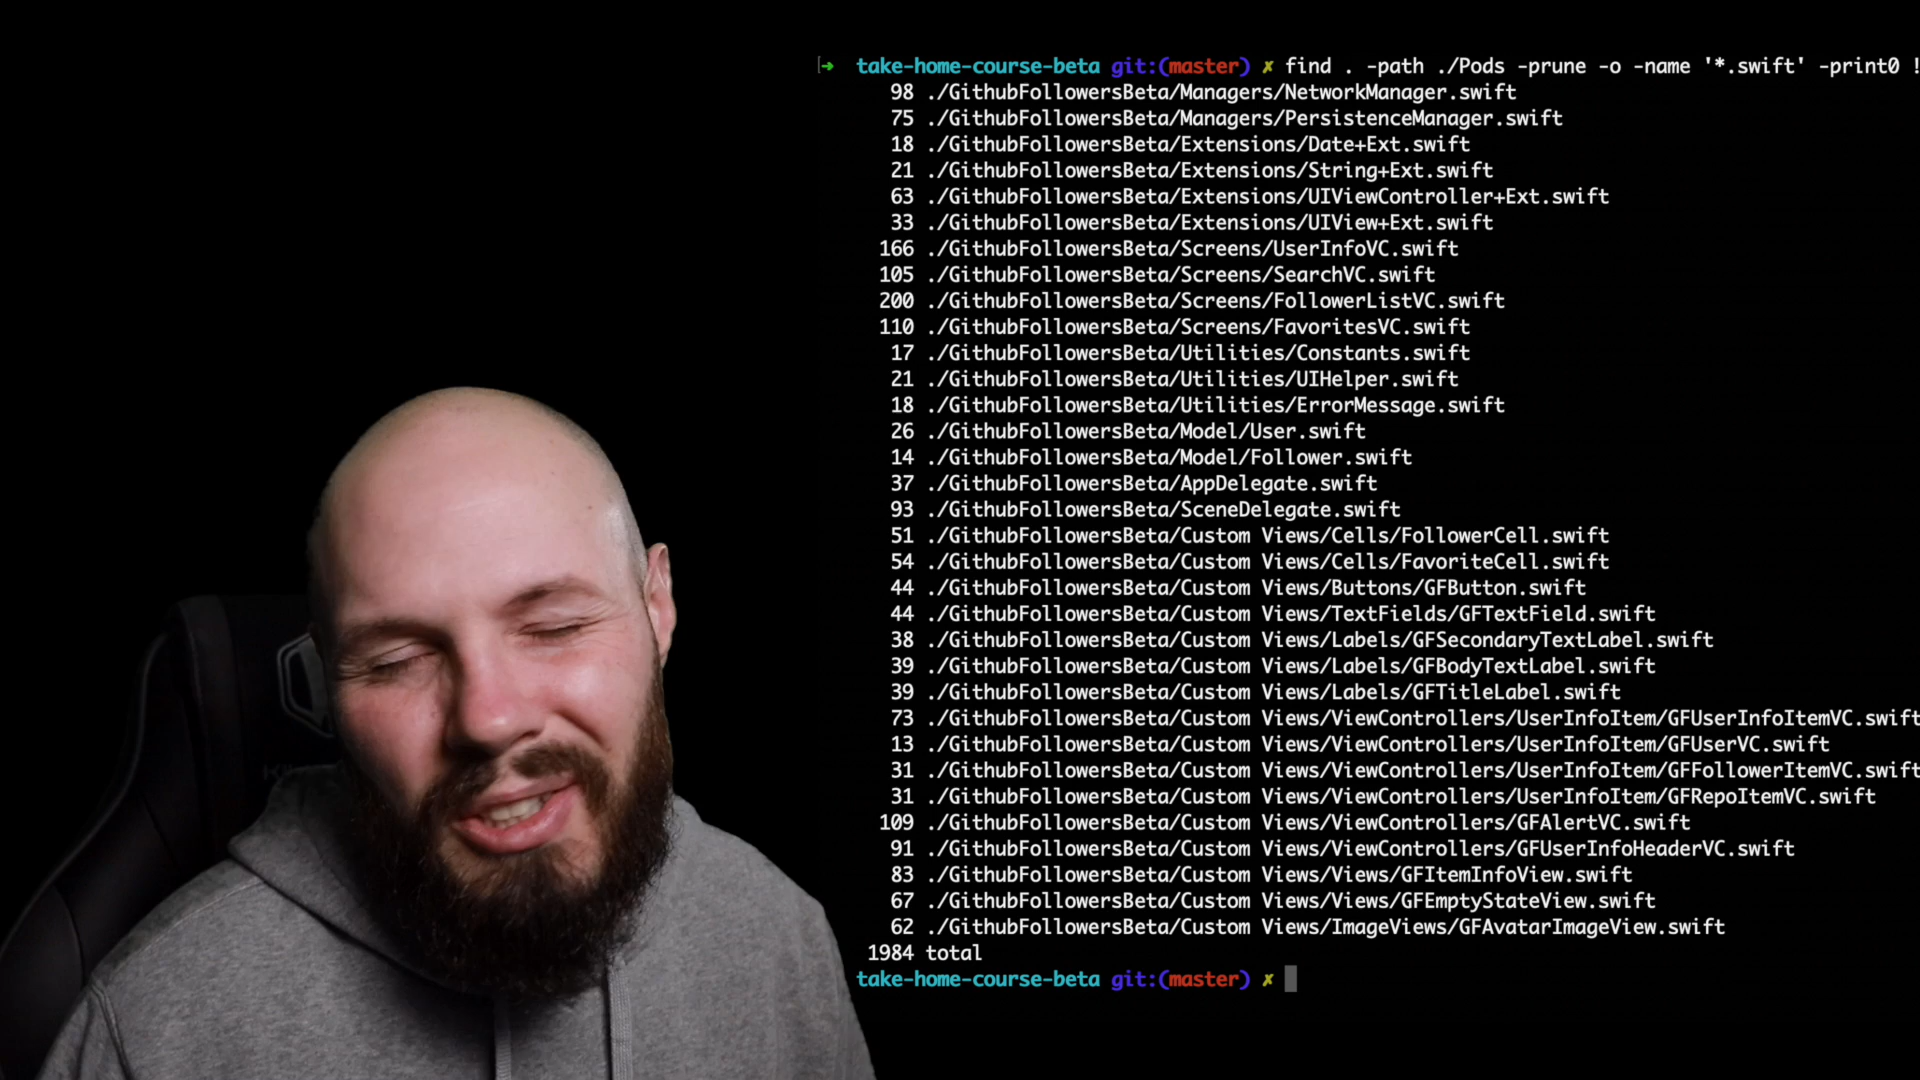 ➜ take-home-course-beta git:(master) ✗ find . -path ./Pods -prune -o -name '*.swift' -print0 !
98 ./GithubFollowersBeta/Managers/NetworkManager.swift
75 ./GithubFollowersBeta/Managers/PersistenceManager.swift
18 ./GithubFollowersBeta/Extensions/Date+Ext.swift
21 ./GithubFollowersBeta/Extensions/String+Ext.swift
63 ./GithubFollowersBeta/Extensions/UIViewController+Ext.swift
33 ./GithubFollowersBeta/Extensions/UIView+Ext.swift
166 ./GithubFollowersBeta/Screens/UserInfoVC.swift
105 ./GithubFollowersBeta/Screens/SearchVC.swift
200 ./GithubFollowersBeta/Screens/FollowerListVC.swift
110 ./GithubFollowersBeta/Screens/FavoritesVC.swift
17 ./GithubFollowersBeta/Utilities/Constants.swift
21 ./GithubFollowersBeta/Utilities/UIHelper.swift
18 ./GithubFollowersBeta/Utilities/ErrorMessage.swift
26 ./GithubFollowersBeta/Model/User.swift
14 ./GithubFollowersBeta/Model/Follower.swift
37 ./GithubFollowersBeta/AppDelegate.swift
93 ./GithubFollowersBeta/SceneDelegate.swift
51 ./GithubFollowersBeta/Custom Views/Cells/FollowerCell.swift
54 ./GithubFollowersBeta/Custom Views/Cells/FavoriteCell.swift
44 ./GithubFollowersBeta/Custom Views/Buttons/GFButton.swift
44 ./GithubFollowersBeta/Custom Views/TextFields/GFTextField.swift
38 ./GithubFollowersBeta/Custom Views/Labels/GFSecondaryTextLabel.swift
39 ./GithubFollowersBeta/Custom Views/Labels/GFBodyTextLabel.swift
39 ./GithubFollowersBeta/Custom Views/Labels/GFTitleLabel.swift
73 ./GithubFollowersBeta/Custom Views/ViewControllers/UserInfoItem/GFUserInfoItemVC.swift
13 ./GithubFollowersBeta/Custom Views/ViewControllers/UserInfoItem/GFUserVC.swift
31 ./GithubFollowersBeta/Custom Views/ViewControllers/UserInfoItem/GFFollowerItemVC.swift
31 ./GithubFollowersBeta/Custom Views/ViewControllers/UserInfoItem/GFRepoItemVC.swift
109 ./GithubFollowersBeta/Custom Views/ViewControllers/GFAlertVC.swift
91 ./GithubFollowersBeta/Custom Views/ViewControllers/GFUserInfoHeaderVC.swift
83 ./GithubFollowersBeta/Custom Views/Views/GFItemInfoView.swift
67 ./GithubFollowersBeta/Custom Views/Views/GFEmptyStateView.swift
62 ./GithubFollowersBeta/Custom Views/ImageViews/GFAvatarImageView.swift
1984 total
take-home-course-beta git:(master) ✗